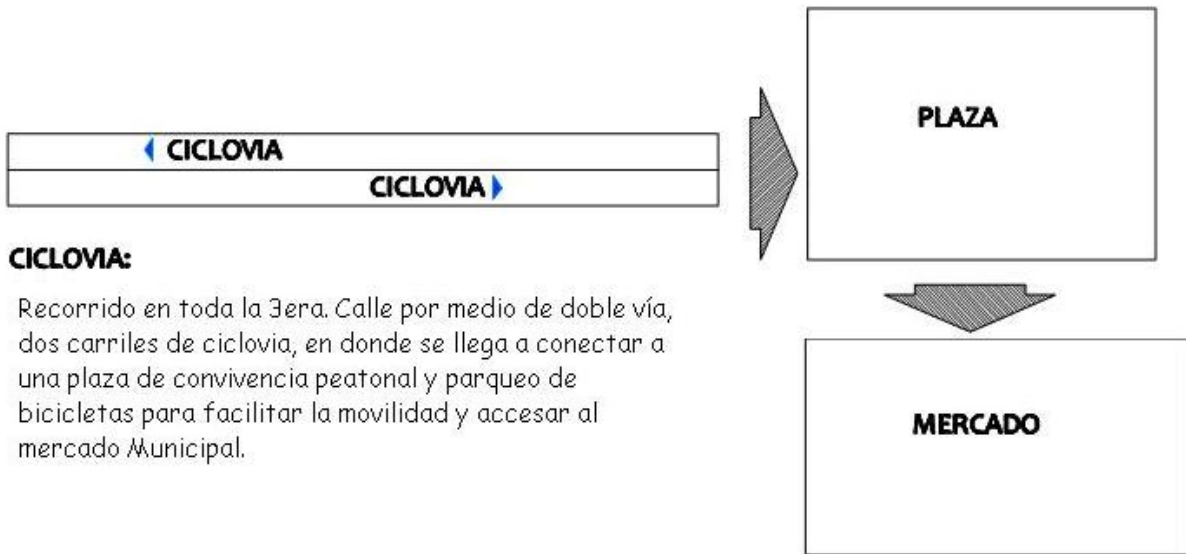 CICLOVIA
CICLOVIA
PLAZA
CICLOVIA:
Recorrido en toda la 3era. Calle por medio de doble vía,
dos carriles de ciclovia, en donde se llega a conectar a
una plaza de convivencia peatonal y parqueo de
bicicletas para facilitar la movilidad y accesar al
mercado Municipal.
MERCADO